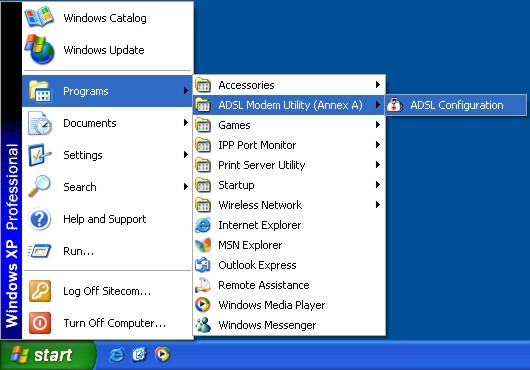 Windows XP Professional
Windows Catalog
Windows Update
Programs
Documents
Settings
Search
Help and Support
Run...
Log Off Sitecom...
Turn Off Computer...
Accessories
ADSL Modem Utility (Annex A)
Games
IPP Port Monitor
Print Server Utility
Startup
Wireless Network
Internet Explorer
MSN Explorer
Outlook Express
Remote Assistance
Windows Media Player
Windows Messenger
ADSL Configuration
start